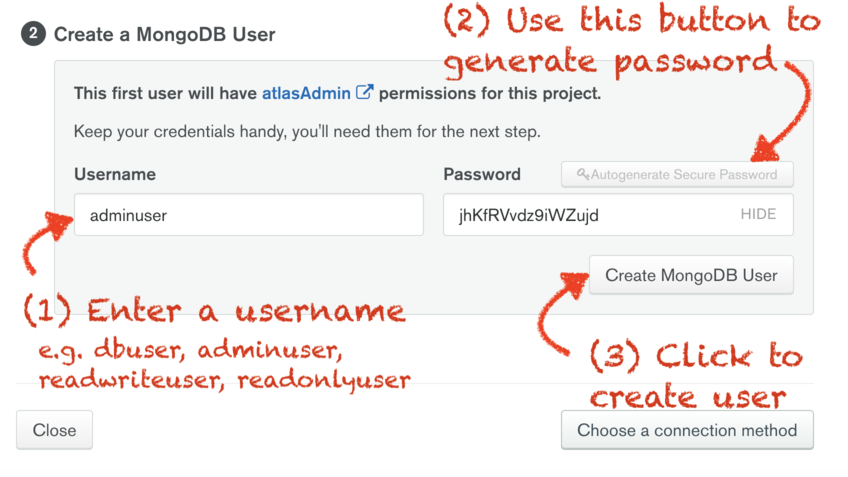 (2) Use this button to
generate password
2 Create a MongoDB User
This first user will have atlasAdmin permissions for this project.
Keep your credentials handy, you'll need them for the next step.
Username
Password
Autogenerate Secure Password
adminuser
jhKfRVvdz9iWZujd
HIDE
Create MongoDB User
(1) Enter a username
e.g. dbuser, adminuser,
readwriteuser, readonlyuser
(3) Click to
create user
Close
Choose a connection method